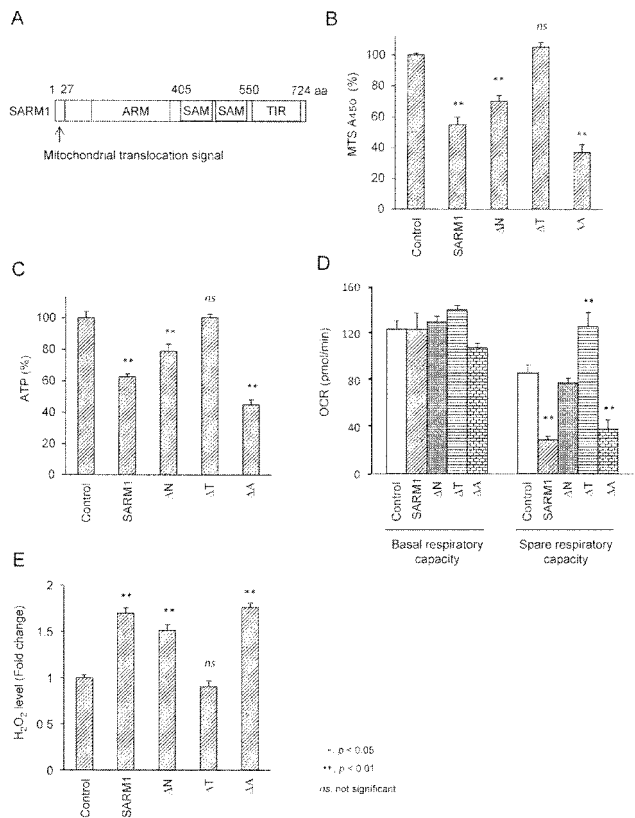 A
1 27 405 550 724 aa
SARM1 ARM SAM SAM TIR
Mitochondrial translocation signal
B
MTS A450 (%)
120
100
80
60
40
20
0
** ** ns **
Control SARM1 ΔN ΔT ΔA
C
ATP (%)
120
100
80
60
40
20
0
** ** ns **
Control SARM1 ΔN ΔT ΔA
D
OCR (pmol/min)
160
120
80
40
0
** ** **
Control SARM1 ΔN ΔT ΔA Control SARM1 ΔN ΔT ΔA
Basal respiratory Spare respiratory
capacity capacity
E
H2O2 level (Fold change)
2
1.5
1
0.5
0
** ** ns **
Control SARM1 ΔN ΔT ΔA
*, p < 0.05
**, p < 0.01
ns, not significant